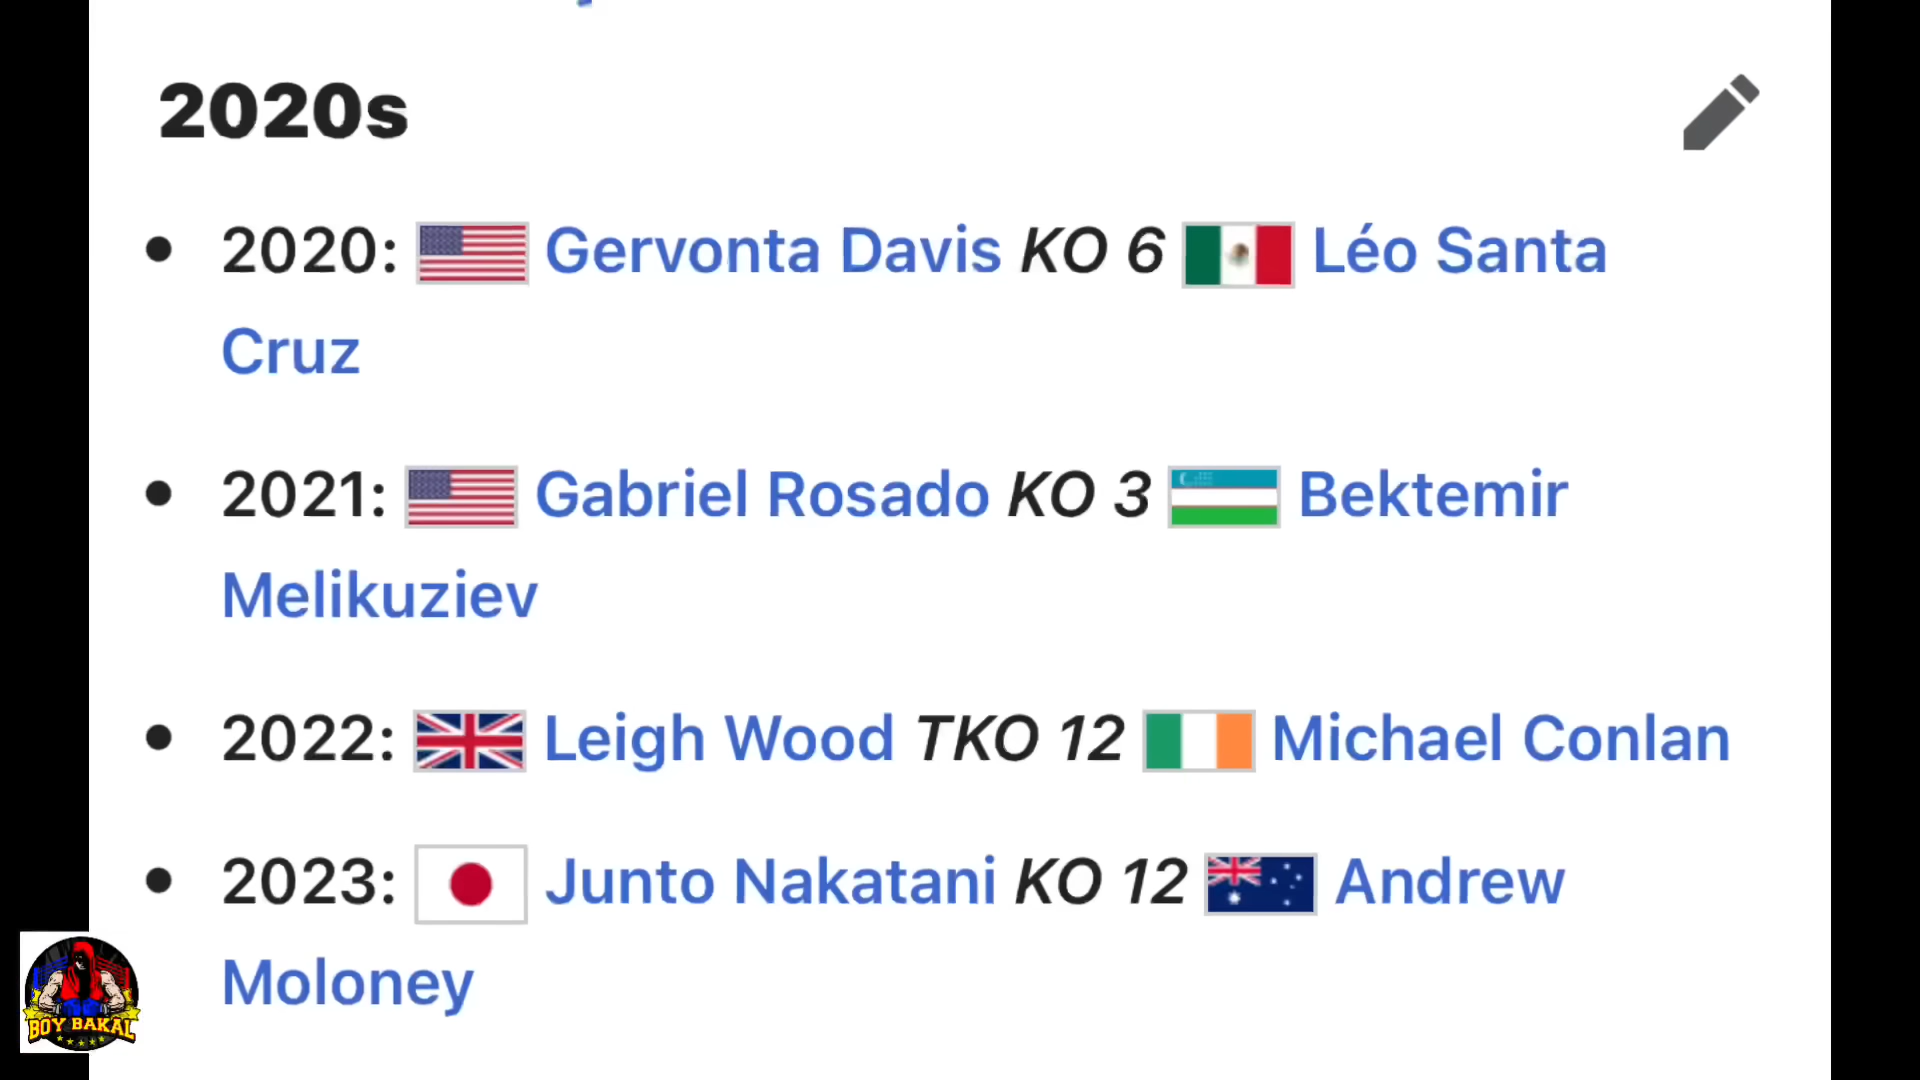 2020s
2020: Gervonta Davis KO 6 Léo Santa
Cruz
2021: Gabriel Rosado KO 3 Bektemir
Melikuziev
2022: Leigh Wood TKO 12 Michael Conlan
2023: Junto Nakatani KO 12 Andrew
Moloney
BOY BAKAL